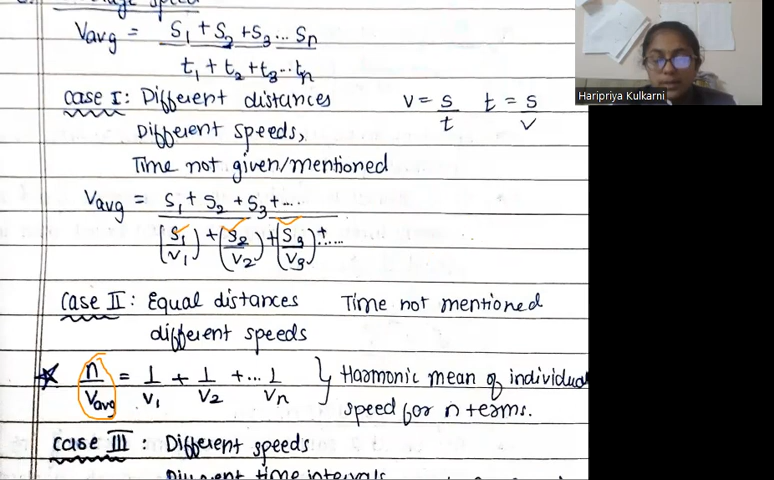 Vavg = S1 + S2 + S3 ... Sn
t1 + t2 + t3 ... tn
Case I : Different distances
Different speeds,
Time not given/mentioned
v = s/t t = s/v
Vavg = S1 + S2 + S3 + ....
(S1/V1) + (S2/V2) + (S3/V3) + .....
Case II : Equal distances Time not mentioned
different speeds
n/Vavg = 1/V1 + 1/V2 + ... 1/Vn } Harmonic mean of individual
speed for n terms.
Case III : Different speeds
time intervals
Haripriya Kulkarni